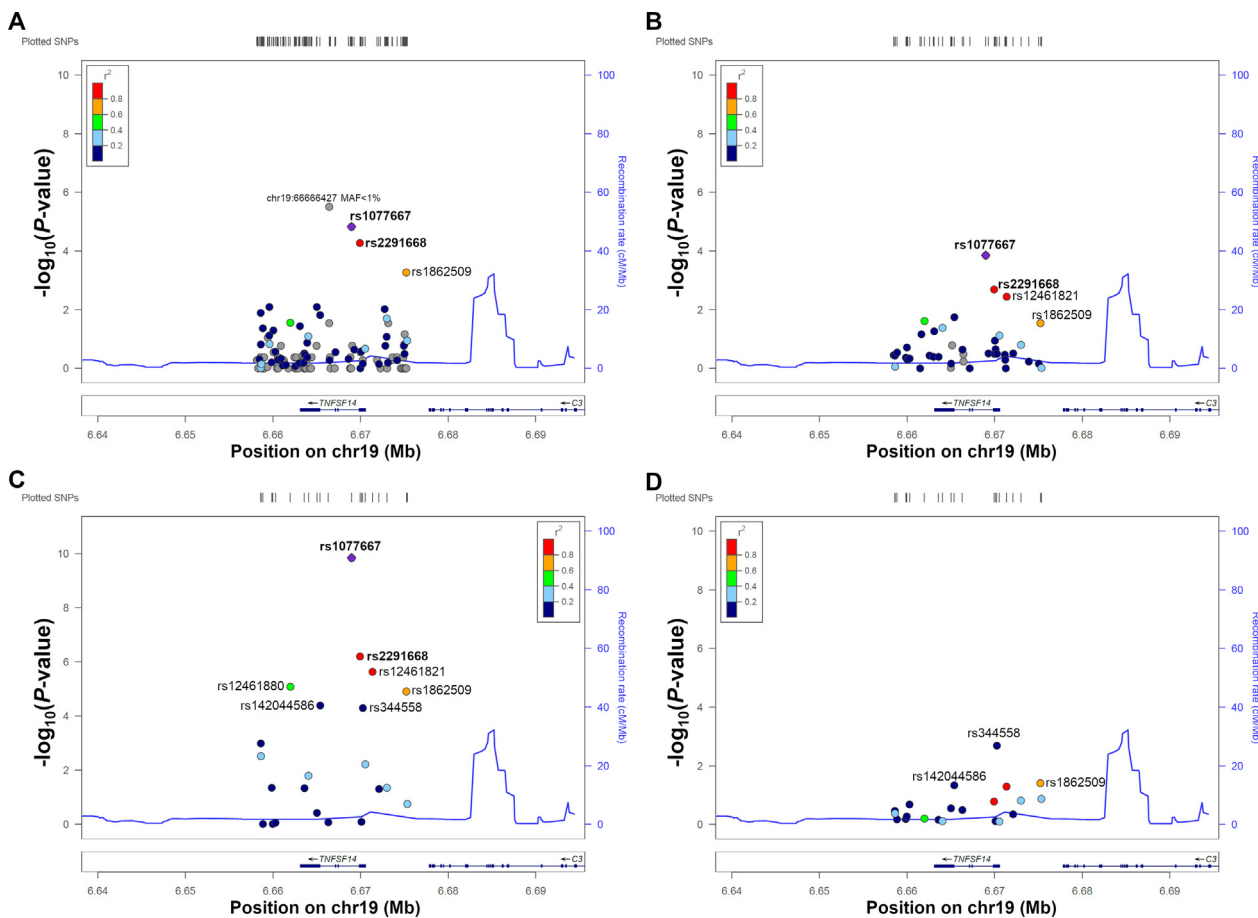 A
Plotted SNPs
10
8
6
4
2
0
100
80
60
40
20
0
r2
0.8
0.6
0.4
0.2
-log10(P-value)
Recombination rate (cM/Mb)
chr19:66666427 MAF<1%
rs1077667
rs2291668
rs1862509
← TNFSF14
← C3
6.64 6.65 6.66 6.67 6.68 6.69
Position on chr19 (Mb)
B
Plotted SNPs
10
8
6
4
2
0
100
80
60
40
20
0
r2
0.8
0.6
0.4
0.2
-log10(P-value)
Recombination rate (cM/Mb)
rs1077667
rs2291668
rs12461821
rs1862509
← TNFSF14
← C3
6.64 6.65 6.66 6.67 6.68 6.69
Position on chr19 (Mb)
C
Plotted SNPs
10
8
6
4
2
0
100
80
60
40
20
0
r2
0.8
0.6
0.4
0.2
-log10(P-value)
Recombination rate (cM/Mb)
rs1077667
rs2291668
rs12461821
rs12461880
rs1862509
rs142044586
rs344558
← TNFSF14
← C3
6.64 6.65 6.66 6.67 6.68 6.69
Position on chr19 (Mb)
D
Plotted SNPs
10
8
6
4
2
0
100
80
60
40
20
0
r2
0.8
0.6
0.4
0.2
-log10(P-value)
Recombination rate (cM/Mb)
rs344558
rs142044586
rs1862509
← TNFSF14
← C3
6.64 6.65 6.66 6.67 6.68 6.69
Position on chr19 (Mb)